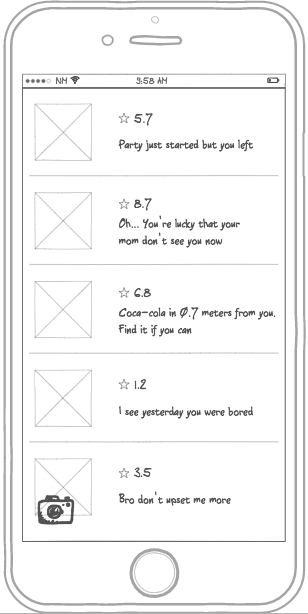 NM 3:58 AM
☆ 5.7
Party just started but you left
☆ 8.7
Oh... You're lucky that your
mom don't see you now
☆ 6.8
Coca-cola in 0.7 meters from you.
Find it if you can
☆ 1.2
I see yesterday you were bored
☆ 3.5
Bro don't upset me more